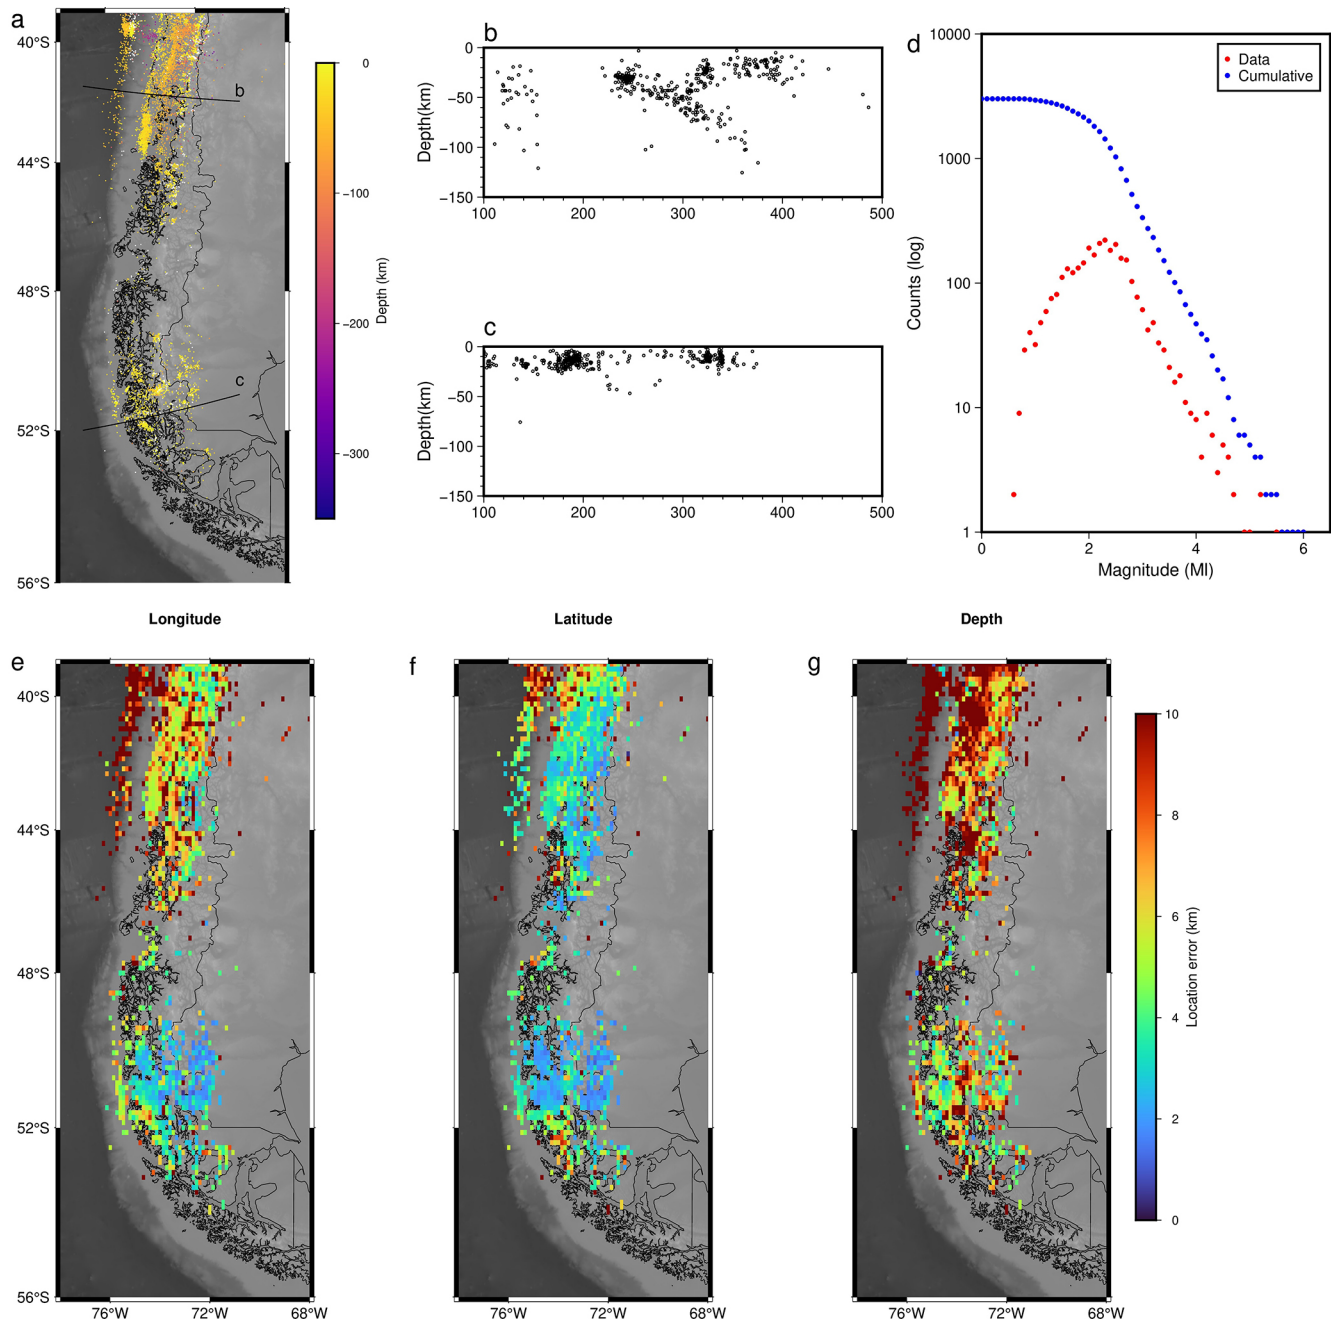 a
40°S
44°S
48°S
52°S
56°S
b
c
0
−100
−200
−300
Depth (km)
b
0
−50
−100
−150
Depth(km)
100 200 300 400 500
c
0
−50
−100
−150
Depth(km)
100 200 300 400 500
d
10000
1000
100
10
1
Counts (log)
Data
Cumulative
0 2 4 6
Magnitude (Ml)
Longitude
Latitude
Depth
e
40°S
44°S
48°S
52°S
56°S
76°W 72°W 68°W
f
76°W 72°W 68°W
g
76°W 72°W 68°W
10
8
6
4
2
0
Location error (km)